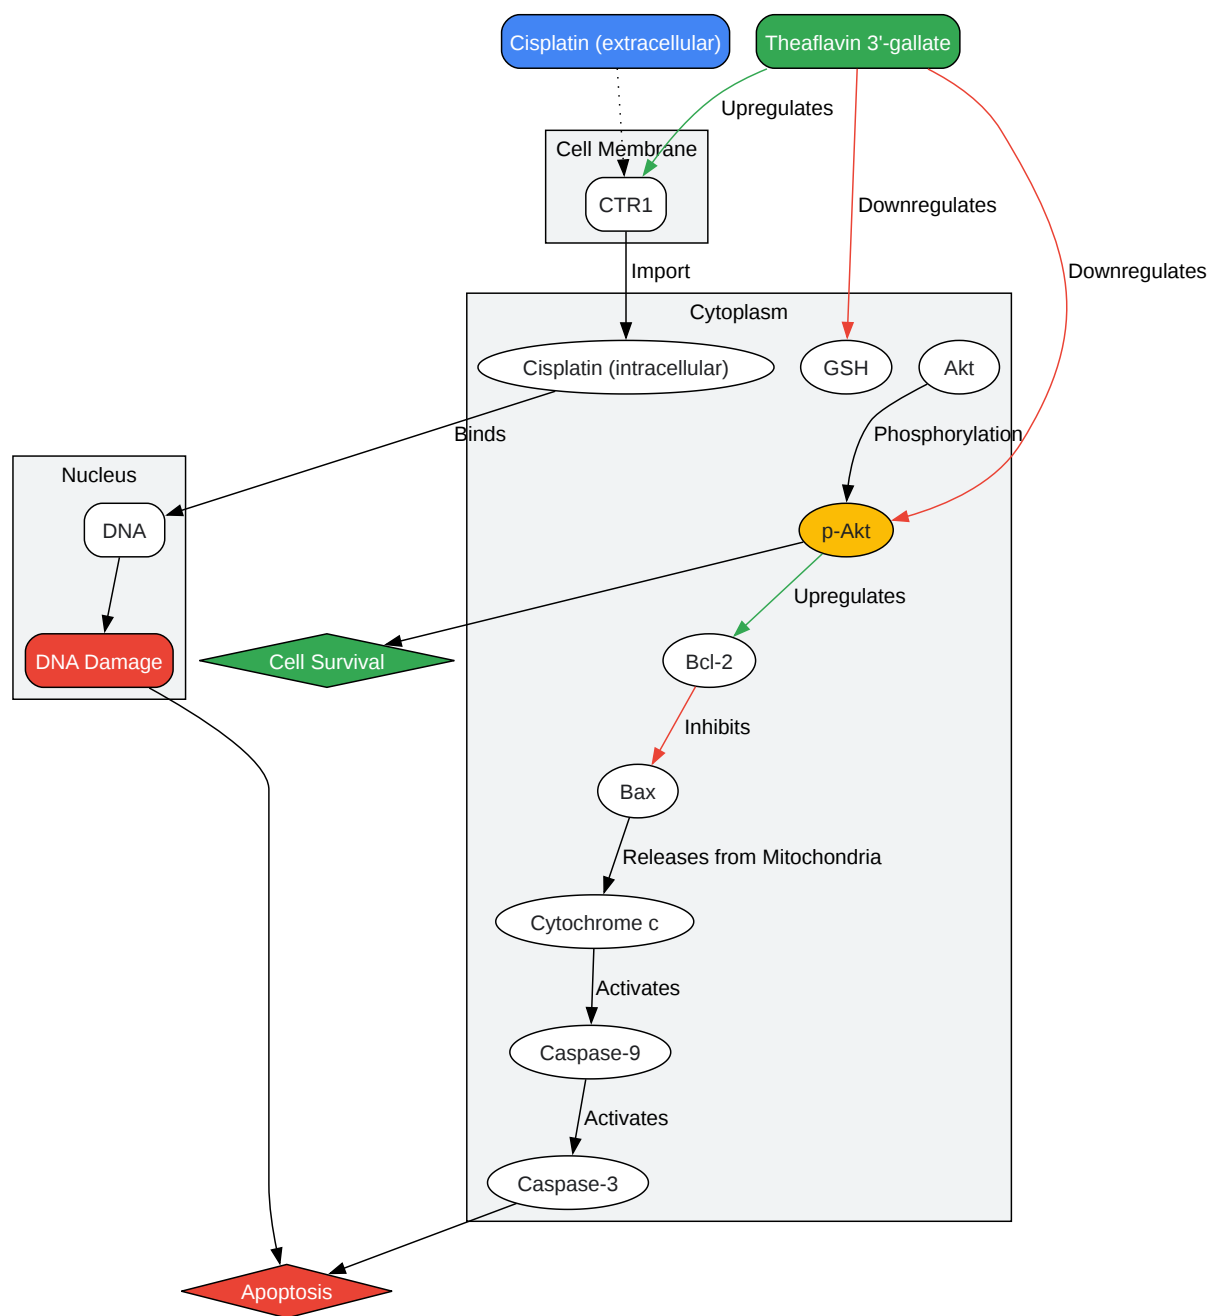 Cisplatin (extracellular)
Theaflavin 3'-gallate
Upregulates
Cell Membrane
CTR1
Downregulates
Import
Downregulates
Cytoplasm
Cisplatin (intracellular)
GSH
Akt
Binds
Phosphorylation
Nucleus
DNA
p-Akt
Upregulates
DNA Damage
Cell Survival
Bcl-2
Inhibits
Bax
Releases from Mitochondria
Cytochrome c
Activates
Caspase-9
Activates
Caspase-3
Apoptosis